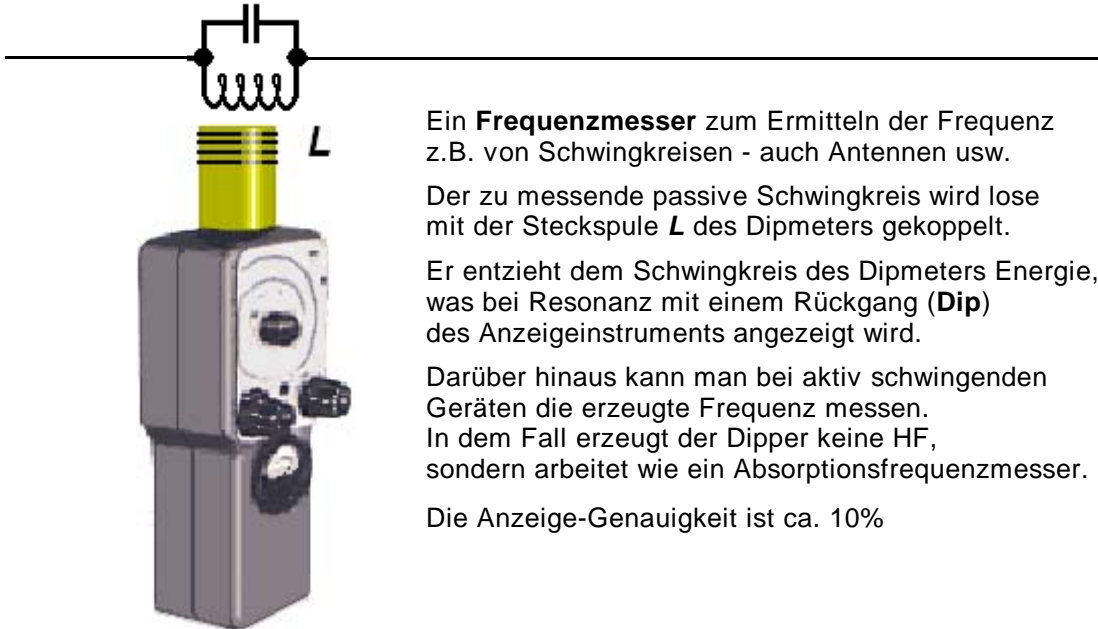 L
Ein Frequenzmesser zum Ermitteln der Frequenz
z.B. von Schwingkreisen - auch Antennen usw.
Der zu messende passive Schwingkreis wird lose
mit der Steckspule L des Dipmeters gekoppelt.
Er entzieht dem Schwingkreis des Dipmeters Energie,
was bei Resonanz mit einem Rückgang (Dip)
des Anzeigeinstruments angezeigt wird.
Darüber hinaus kann man bei aktiv schwingenden
Geräten die erzeugte Frequenz messen.
In dem Fall erzeugt der Dipper keine HF,
sondern arbeitet wie ein Absorptionsfrequenzmesser.
Die Anzeige-Genauigkeit ist ca. 10%